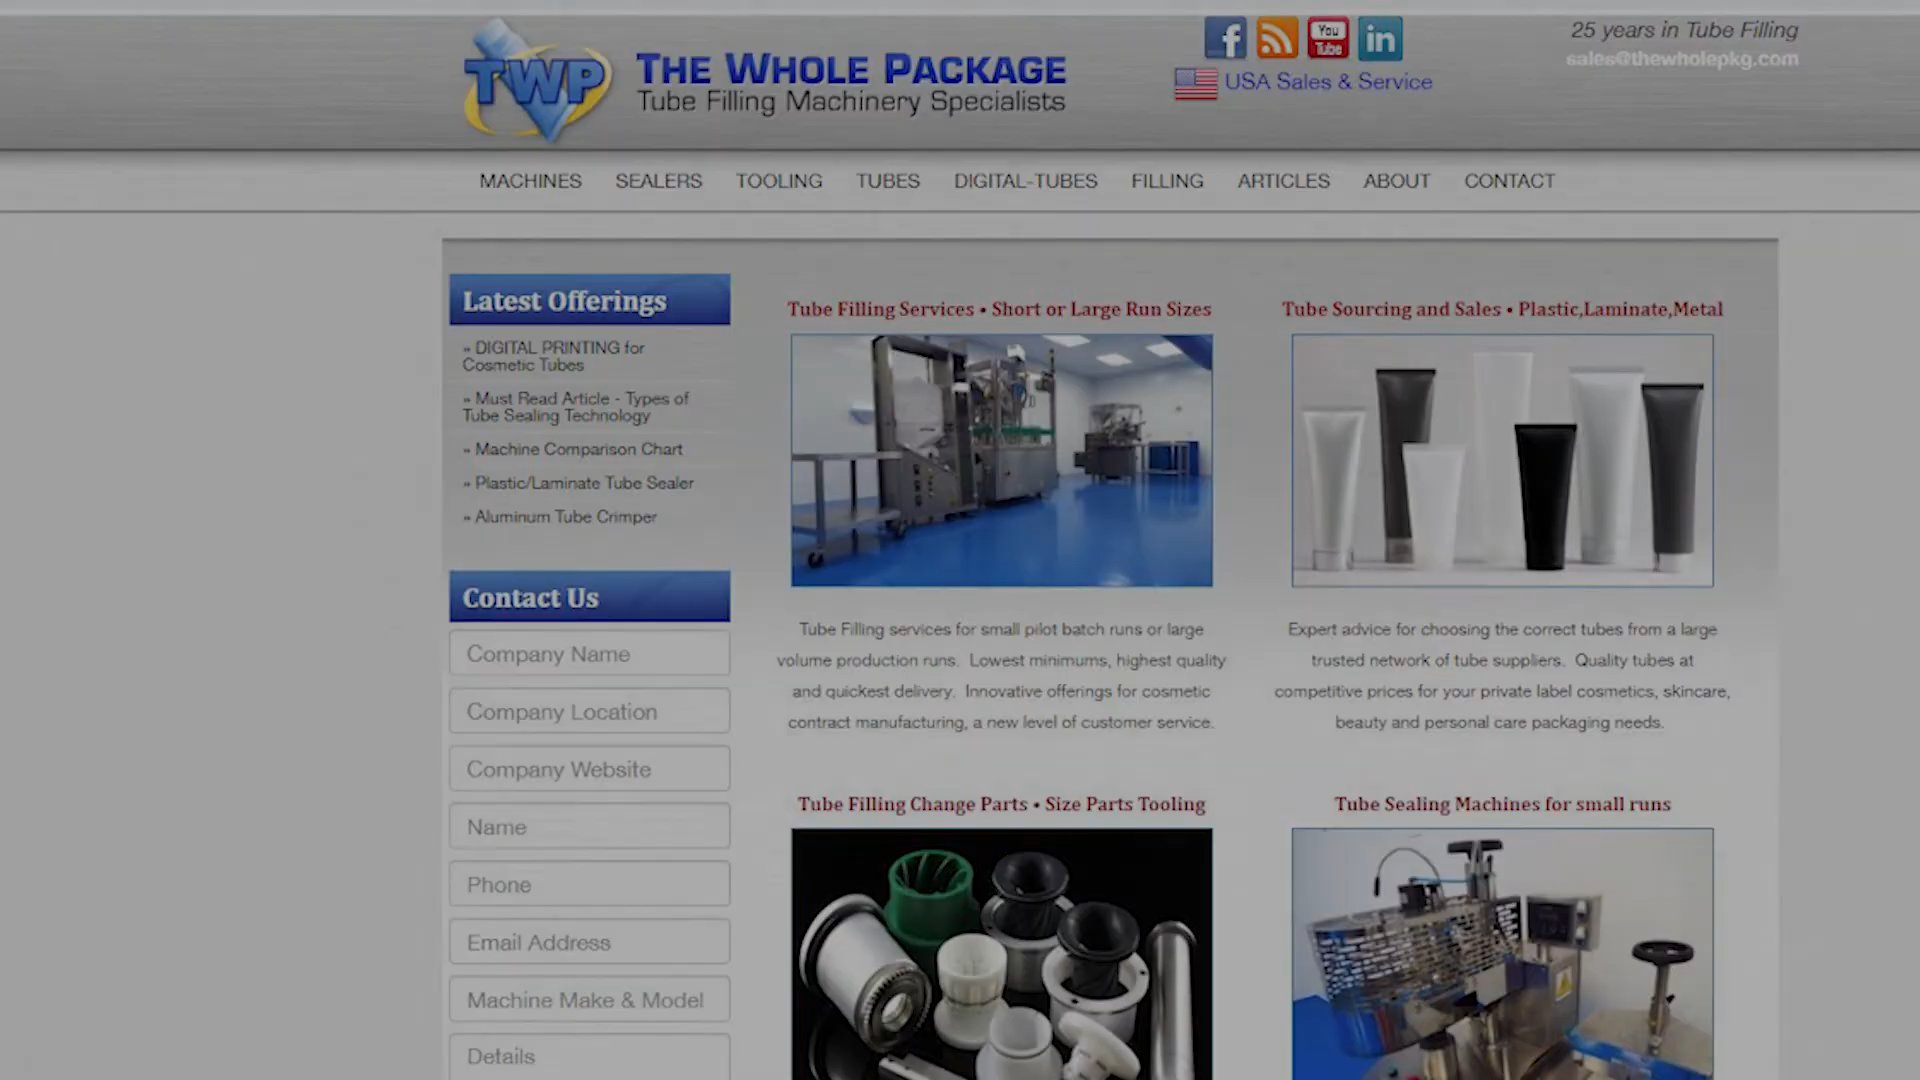 TWP
THE WHOLE PACKAGE
Tube Filling Machinery Specialists
f
You
Tube
in
USA Sales & Service
25 years in Tube Filling
sales@thewholepkg.com
MACHINES SEALERS TOOLING TUBES DIGITAL-TUBES FILLING ARTICLES ABOUT CONTACT
Latest Offerings
» DIGITAL PRINTING for
Cosmetic Tubes
» Must Read Article - Types of
Tube Sealing Technology
» Machine Comparison Chart
» Plastic/Laminate Tube Sealer
» Aluminum Tube Crimper
Contact Us
Company Name
Company Location
Company Website
Name
Phone
Email Address
Machine Make & Model
Details
Tube Filling Services • Short or Large Run Sizes
Tube Filling services for small pilot batch runs or large
volume production runs. Lowest minimums, highest quality
and quickest delivery. Innovative offerings for cosmetic
contract manufacturing, a new level of customer service.
Tube Sourcing and Sales • Plastic,Laminate,Metal
Expert advice for choosing the correct tubes from a large
trusted network of tube suppliers. Quality tubes at
competitive prices for your private label cosmetics, skincare,
beauty and personal care packaging needs.
Tube Filling Change Parts • Size Parts Tooling
Tube Sealing Machines for small runs